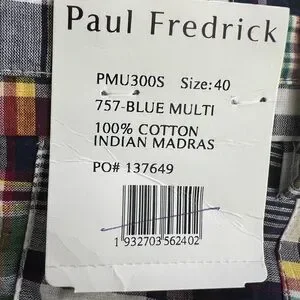 Paul Fredrick
PMU300S Size: 40
757-BLUE MULTI
100% COTTON
INDIAN MADRAS
PO# 137649
1 932703 562402